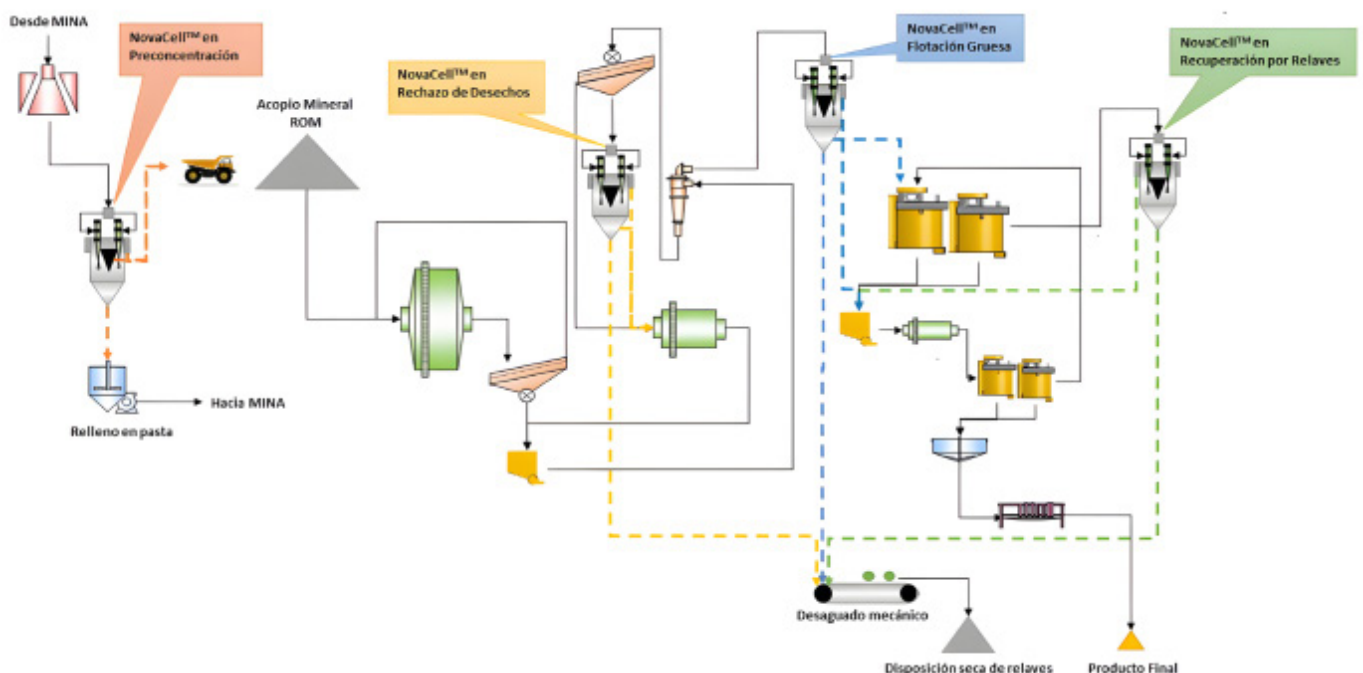 Desde MINA
NovaCell™ en
Preconcentración
Acopio Mineral
ROM
NovaCell™ en
Rechazo de Desechos
NovaCell™ en
Flotación Gruesa
NovaCell™ en
Recuperación por Relaves
Hacia MINA
Relleno en pasta
Desaguado mecánico
Disposición seca de relaves
Producto Final